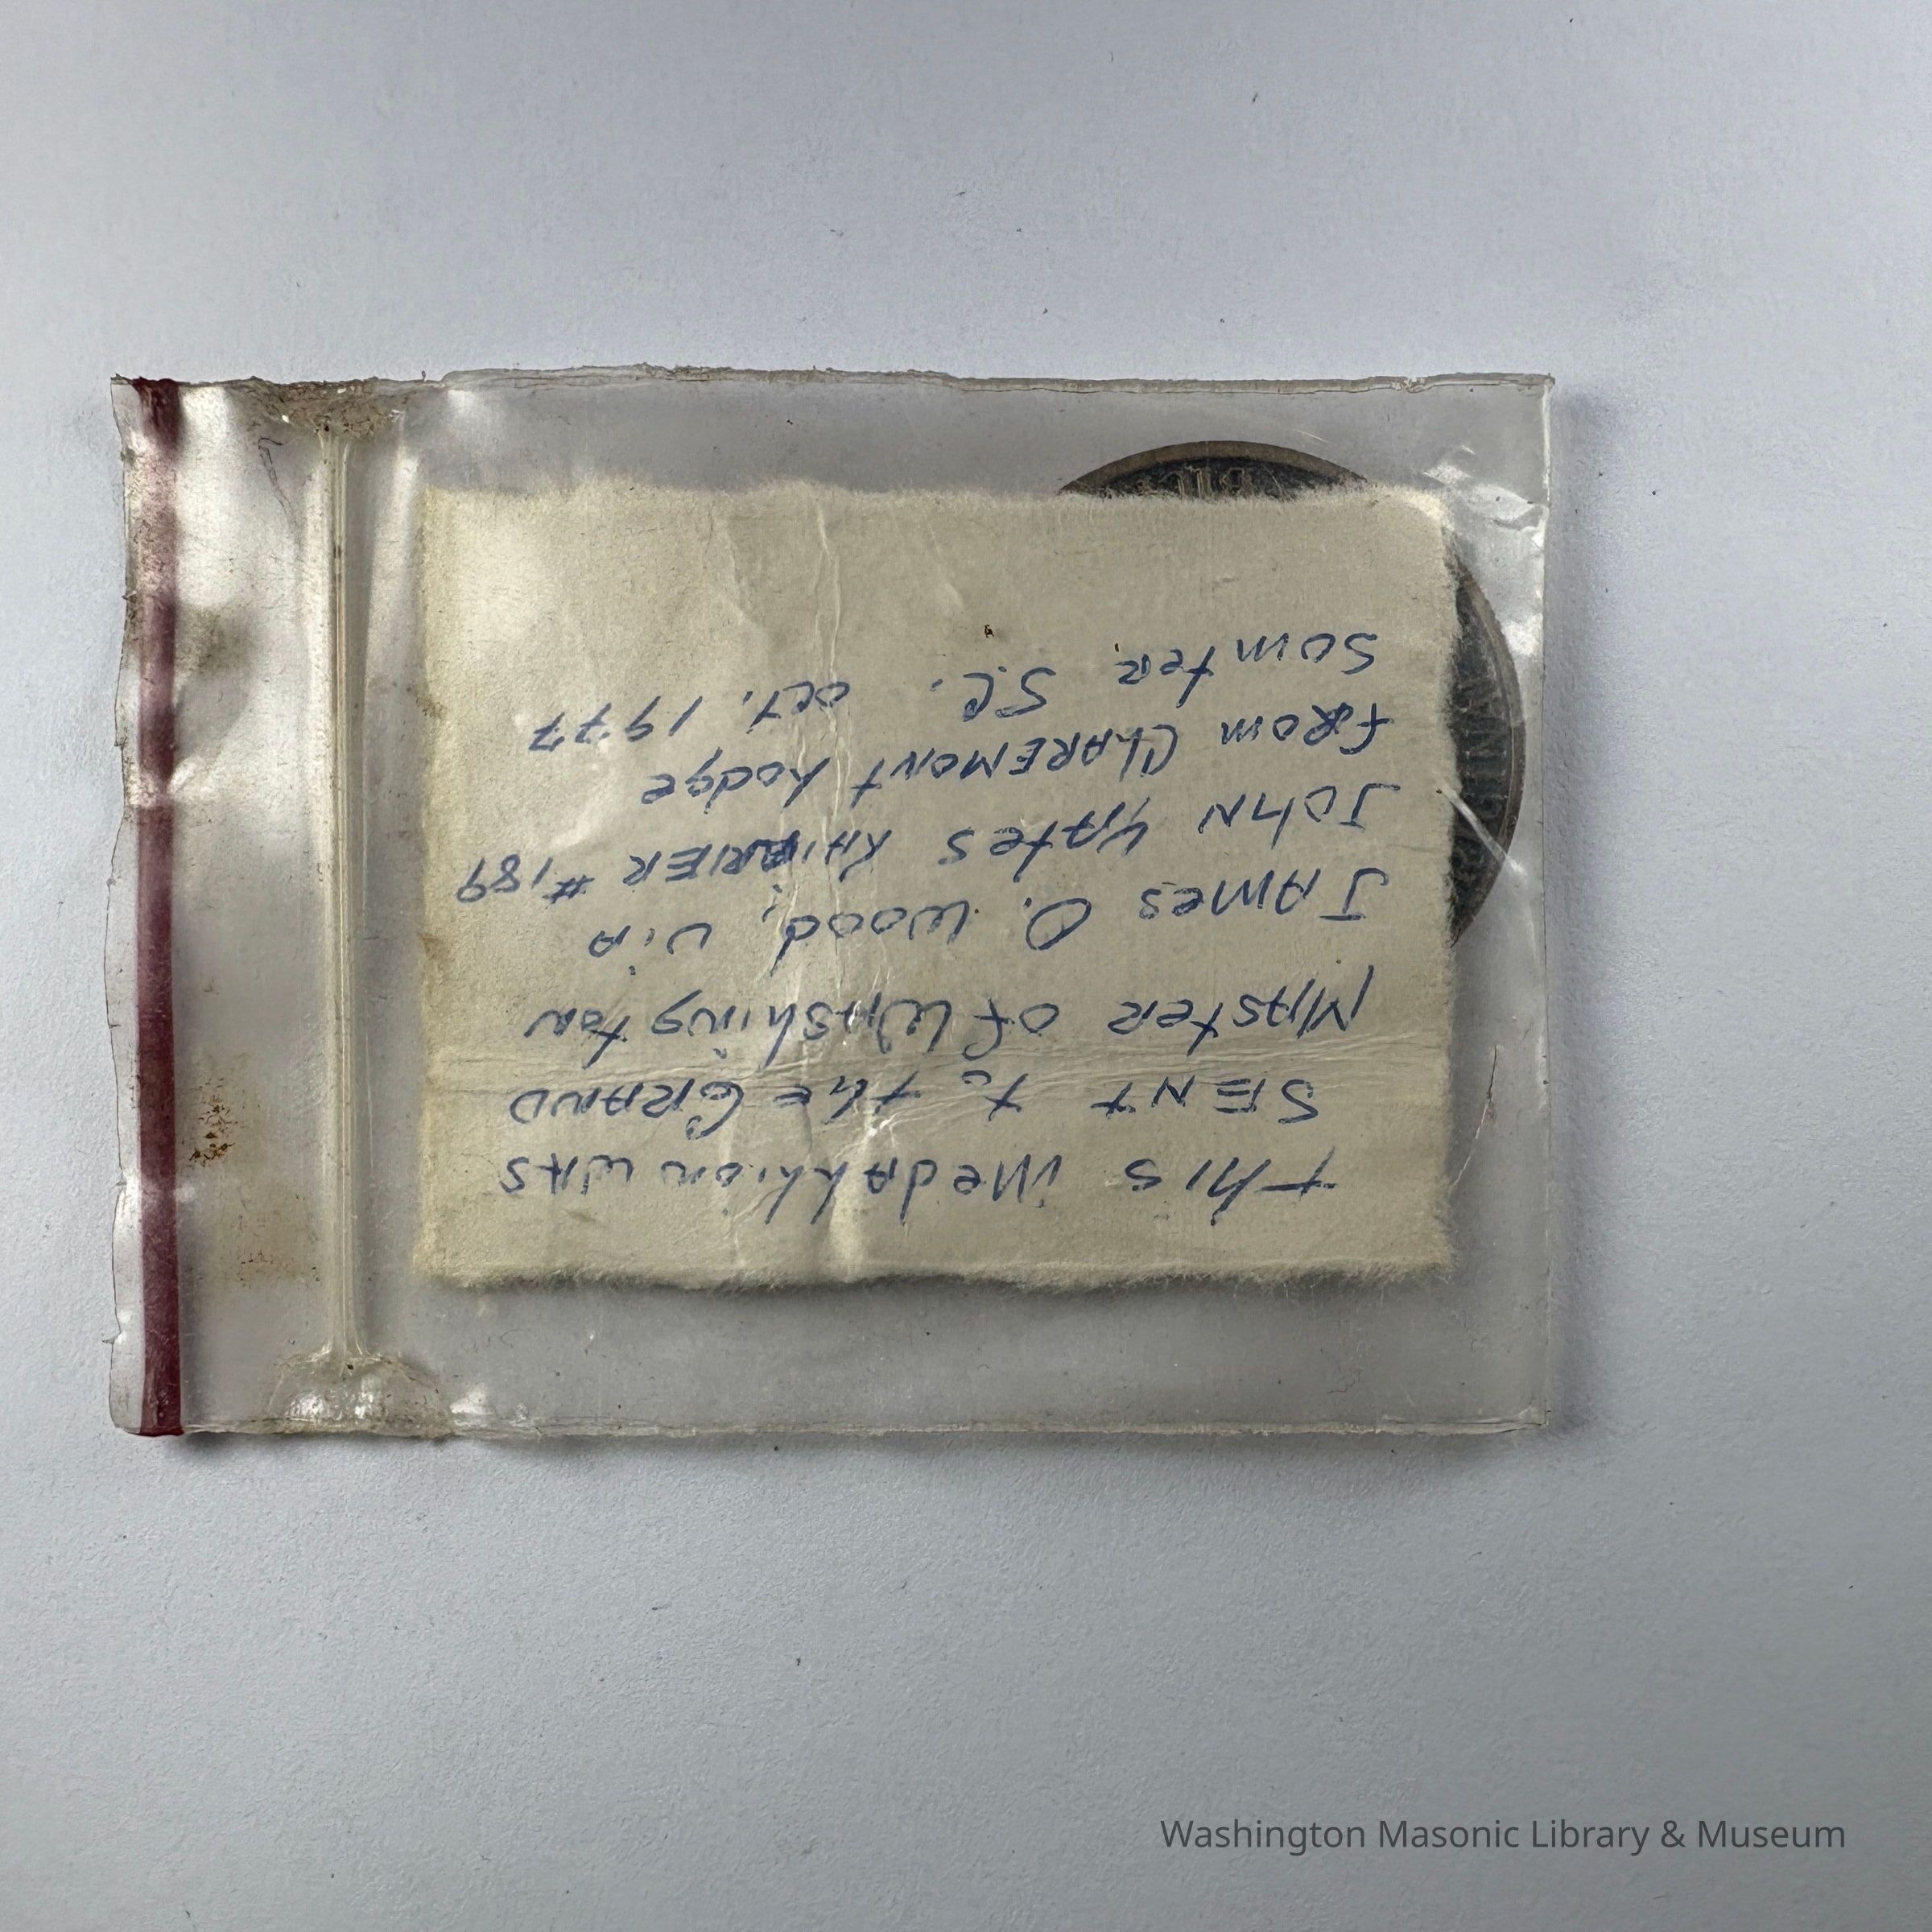 THIS MEDALLION WAS
SENT TO THE GRAND
MASTER OF WASHINGTON
JAMES O. WOOD, VIA
JOHN YATES #189
FROM CLAREMONT LODGE
SUMTER, S.C. OCT. 1977
Washington Masonic Library & Museum